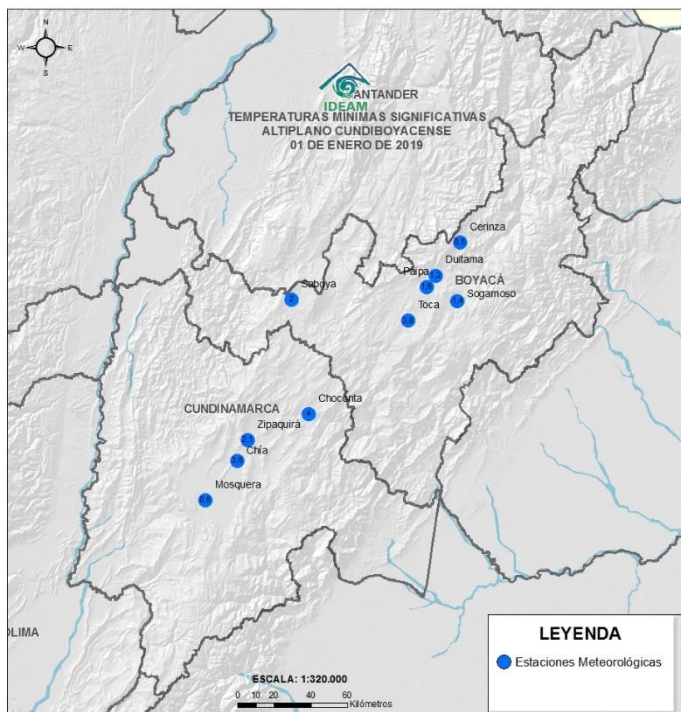 N
W E
S
ANTANDER
IDEAM
TEMPERATURAS MÍNIMAS SIGNIFICATIVAS
ALTIPLANO CUNDIBOYACENSE
01 DE ENERO DE 2019
Cerinza
Duitama
Paipa
BOYACÁ
Saboya
2
Sogamoso
Toca
Choconta
4
CUNDINAMARCA
Zipaquirá
Chía
Mosquera
OLIMA
LEYENDA
Estaciones Meteorológicas
ESCALA: 1:320.000
0 10 20 40 60
Kilómetros